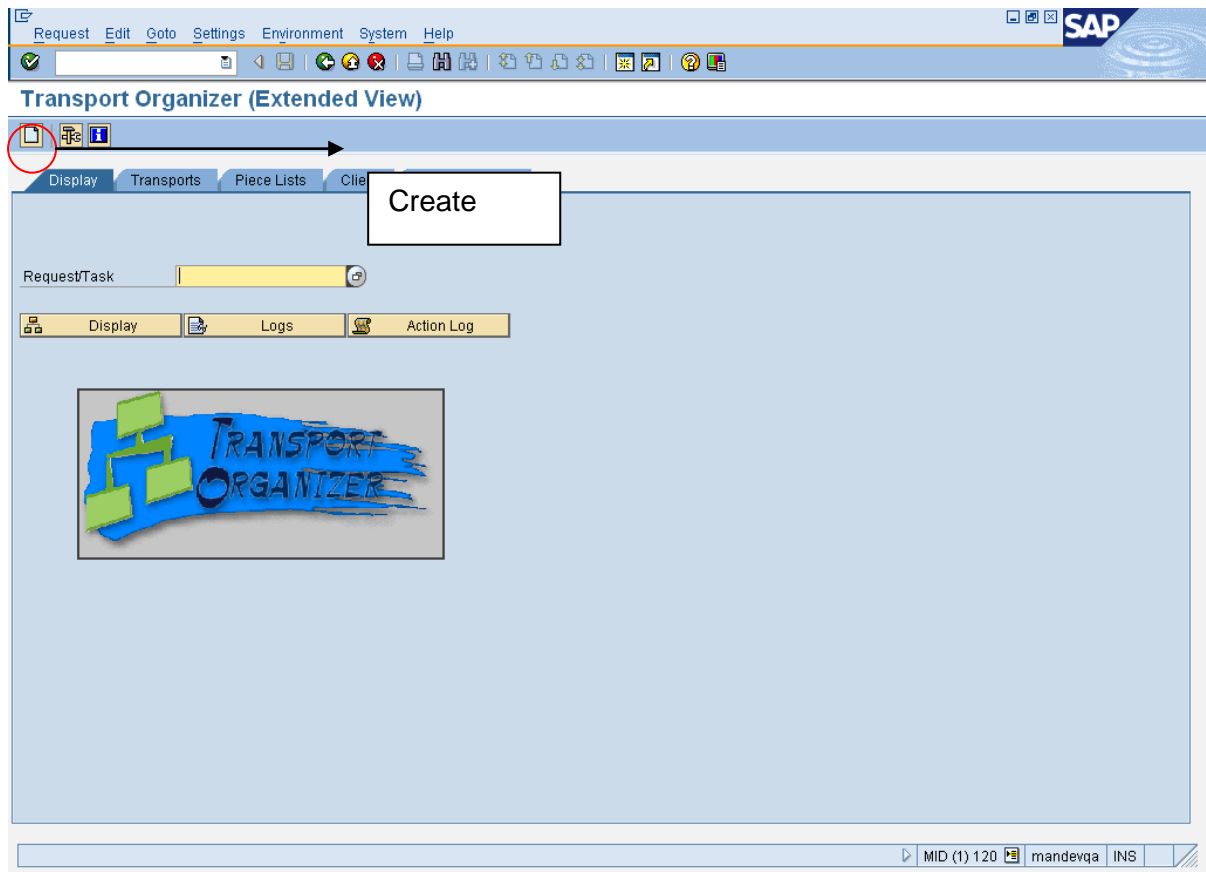 Request Edit Goto Settings Environment System Help
SAP
Transport Organizer (Extended View)
Display Transports Piece Lists
Create
Request/Task
Display Logs Action Log
TRANSPORT
ORGANIZER
MID (1) 120 mandevqa INS